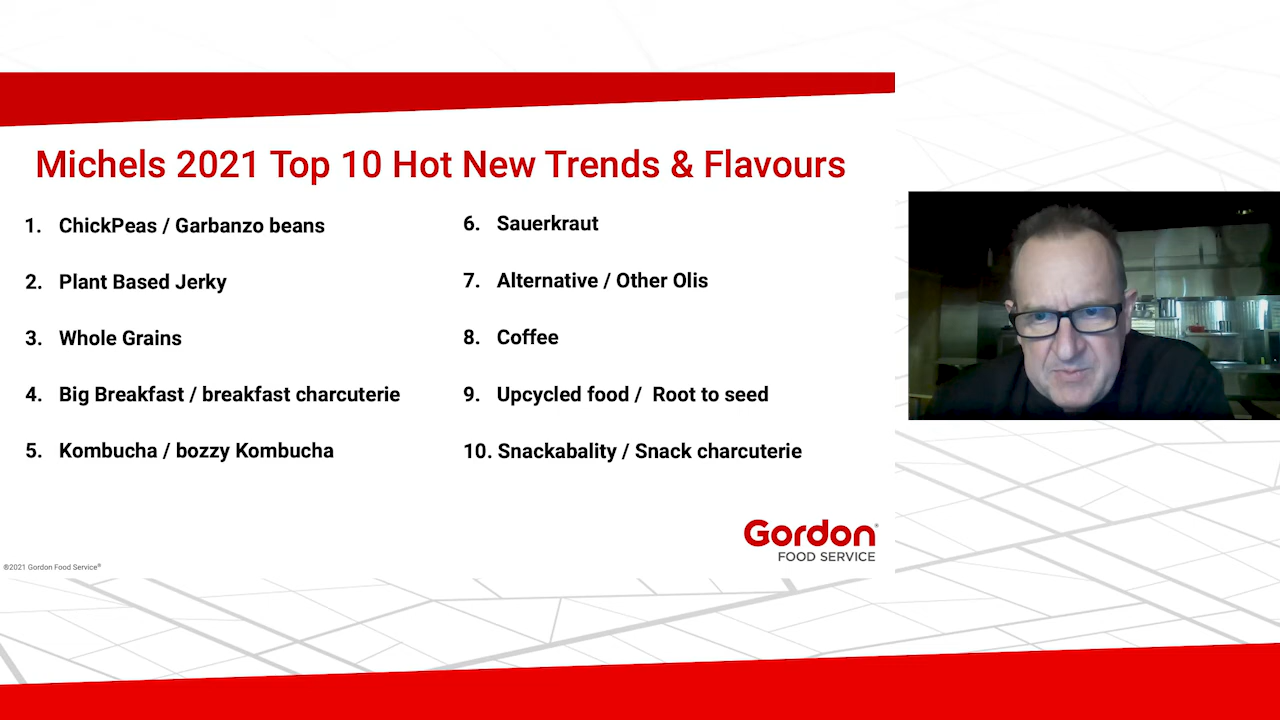 Michels 2021 Top 10 Hot New Trends & Flavours
1. ChickPeas / Garbanzo beans
2. Plant Based Jerky
3. Whole Grains
4. Big Breakfast / breakfast charcuterie
5. Kombucha / bozzy Kombucha
6. Sauerkraut
7. Alternative / Other Olis
8. Coffee
9. Upcycled food / Root to seed
10. Snackabality / Snack charcuterie
Gordon®
FOOD SERVICE
©2021 Gordon Food Service®